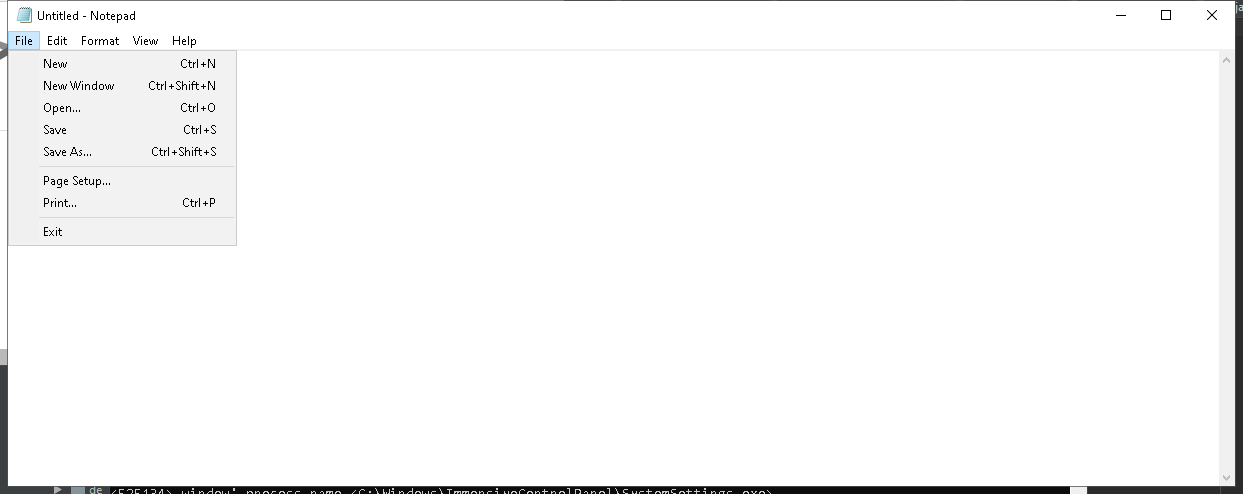 Untitled - Notepad
File Edit Format View Help
New Ctrl+N
New Window Ctrl+Shift+N
Open... Ctrl+O
Save Ctrl+S
Save As... Ctrl+Shift+S
Page Setup...
Print... Ctrl+P
Exit
de <525134> window' process name <C:\Windows\ImmersiveControlPanel\SystemSettings.exe>